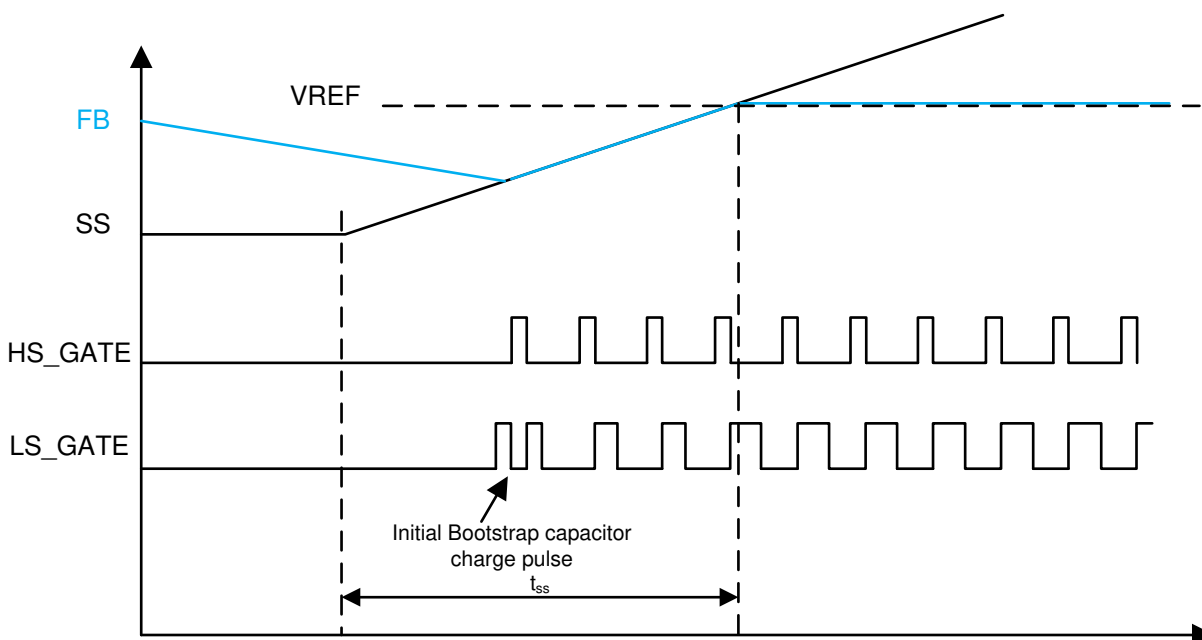 VREF
FB
SS
HS_GATE
LS_GATE
Initial Bootstrap capacitor
charge pulse
tss